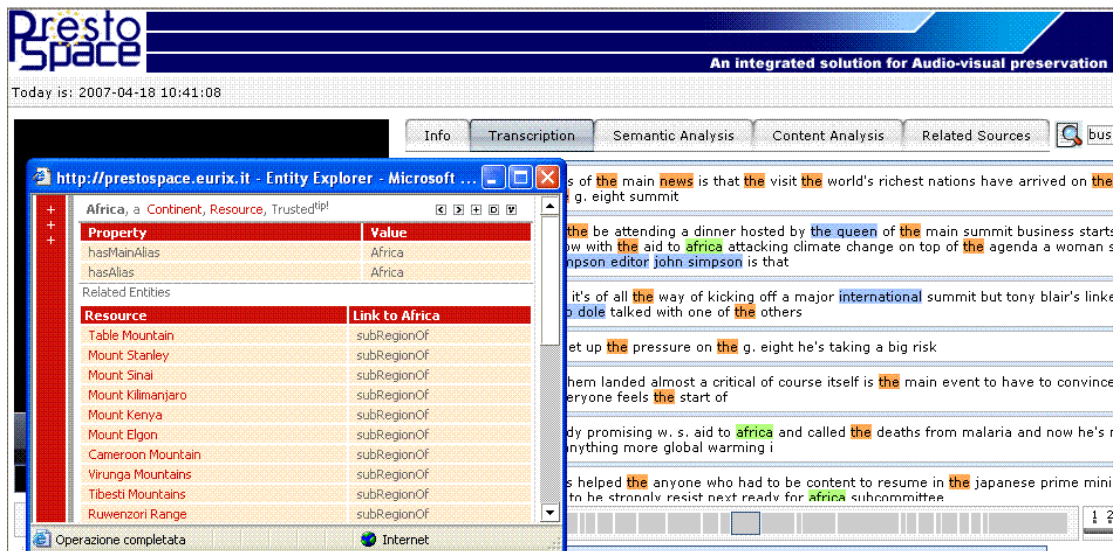 Presto
Space
An integrated solution for Audio-visual preservation
Today is: 2007-04-18 10:41:08
Info
Transcription
Semantic Analysis
Content Analysis
Related Sources
bus
http://prestospace.eurix.it - Entity Explorer - Microsoft ...
+
+
+
Africa, a Continent, Resource, Trusted tip!
Property Value
hasMainAlias Africa
hasAlias Africa
Related Entities
Resource Link to Africa
Table Mountain subRegionOf
Mount Stanley subRegionOf
Mount Sinai subRegionOf
Mount Kilimanjaro subRegionOf
Mount Kenya subRegionOf
Mount Elgon subRegionOf
Cameroon Mountain subRegionOf
Virunga Mountains subRegionOf
Tibesti Mountains subRegionOf
Ruwenzori Range subRegionOf
Operazione completata Internet
s of the main news is that the visit the world's richest nations have arrived on the
g. eight summit
the be attending a dinner hosted by the queen of the main summit business starts
ow with the aid to africa attacking climate change on top of the agenda a woman s
mpson editor john simpson is that
it's of all the way of kicking off a major international summit but tony blair's linke
o dole talked with one of the others
et up the pressure on the g. eight he's taking a big risk
hem landed almost a critical of course itself is the main event to have to convince
eryone feels the start of
dy promising w. s. aid to africa and called the deaths from malaria and now he's
anything more global warming i
s helped the anyone who had to be content to resume in the japanese prime mini
to be strongly resist next ready for africa subcommittee
1 2